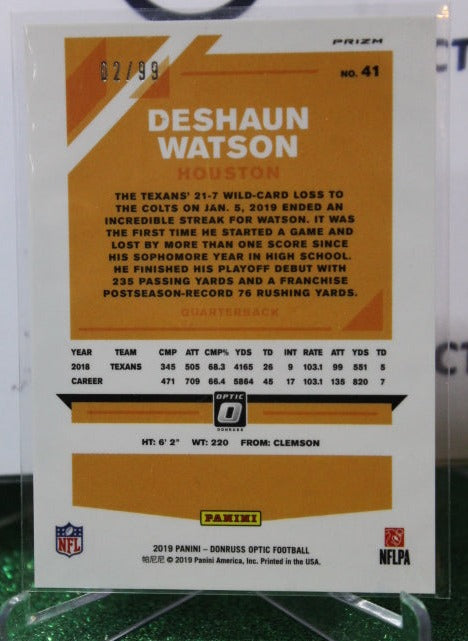 PRIZM
62/99
NO. 41
DESHAUN
WATSON
HOUSTON
THE TEXANS' 21-7 WILD-CARD LOSS TO
THE COLTS ON JAN. 5, 2019 ENDED AN
INCREDIBLE STREAK FOR WATSON. IT WAS
THE FIRST TIME HE STARTED A GAME AND
LOST BY MORE THAN ONE SCORE SINCE
HIS SOPHOMORE YEAR IN HIGH SCHOOL.
HE FINISHED HIS PLAYOFF DEBUT WITH
235 PASSING YARDS AND A FRANCHISE
POSTSEASON-RECORD 76 RUSHING YARDS.
QUARTERBACK
YEAR TEAM CMP ATT CMP% YDS TD INT RATE ATT YDS TD
2018 TEXANS 345 505 68.3 4165 26 9 103.1 99 551 5
CAREER 471 709 66.4 5864 45 17 103.1 135 820 7
OPTIC
DONRUSS
HT: 6' 2" WT: 220 FROM: CLEMSON
PANINI
NFL
NFLPA
2019 PANINI – DONRUSS OPTIC FOOTBALL
帕尼尼 © 2019 Panini America, Inc. Printed in the USA.